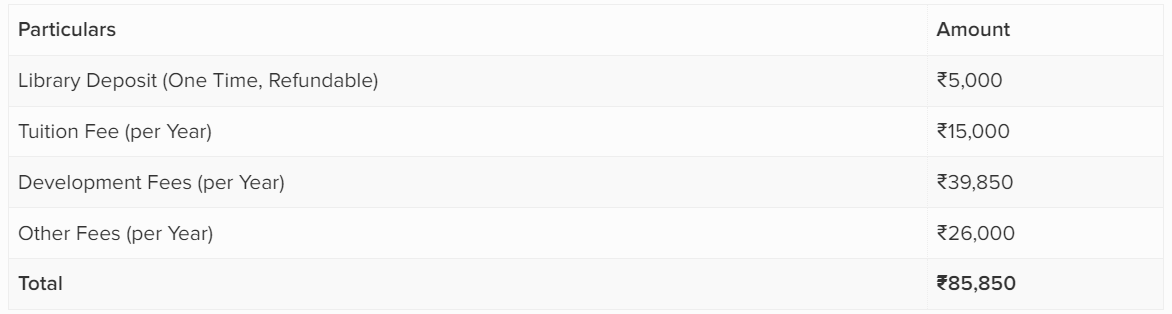 Particulars Amount
Library Deposit (One Time, Refundable) ₹5,000
Tuition Fee (per Year) ₹15,000
Development Fees (per Year) ₹39,850
Other Fees (per Year) ₹26,000
Total ₹85,850